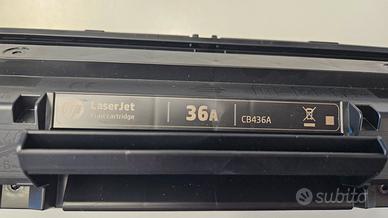 hp LaserJet
Print cartridge
36A
CB436A
subito